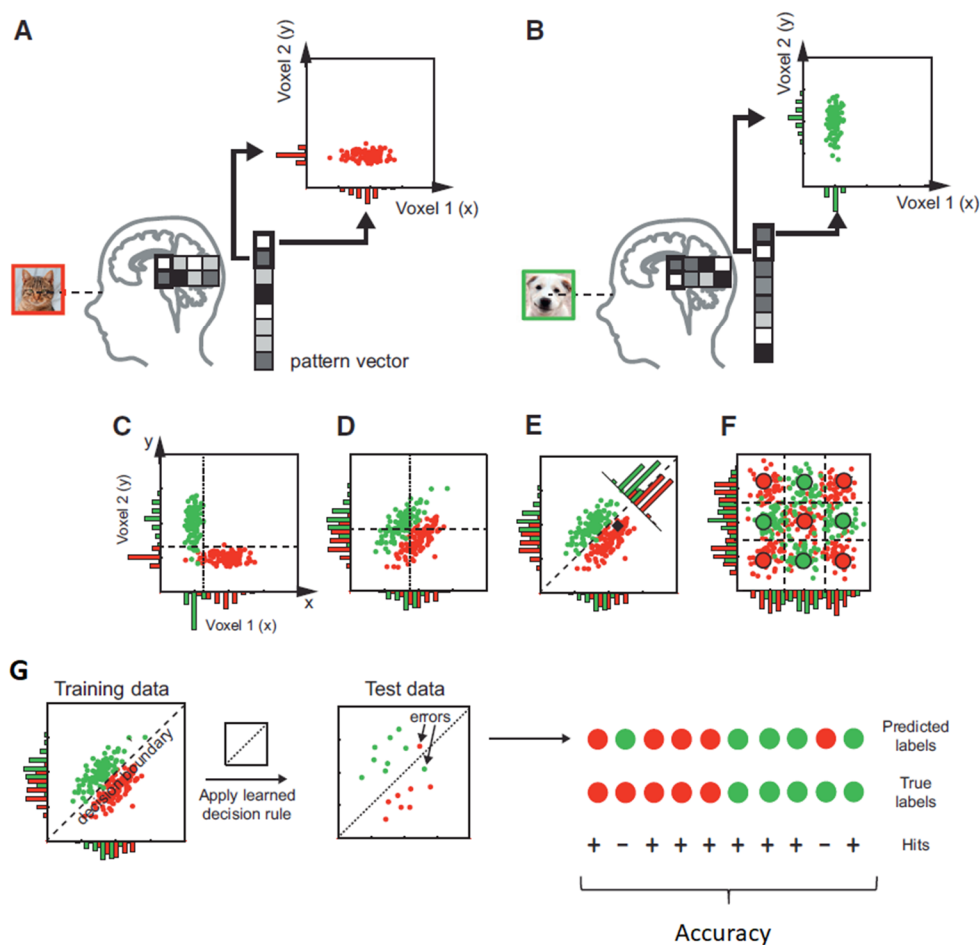 A
Voxel 2 (y)
Voxel 1 (x)
pattern vector
B
Voxel 2 (y)
Voxel 1 (x)
C
y
Voxel 2 (y)
x
Voxel 1 (x)
D
E
F
G
Training data
decision boundary
Apply learned
decision rule
Test data
errors
Predicted
labels
True
labels
+ - + + + + + + - +
Hits
Accuracy